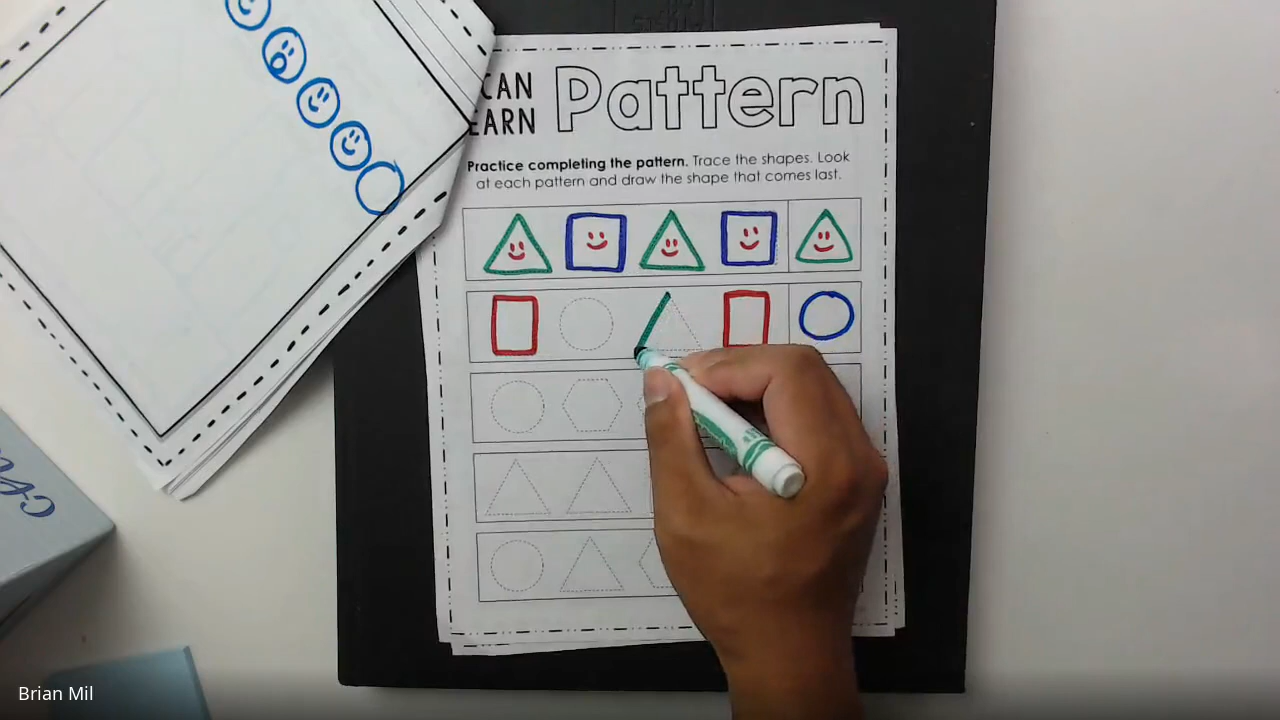 CAN
EARN
Pattern
Practice completing the pattern. Trace the shapes. Look
at each pattern and draw the shape that comes last.
Brian Mil